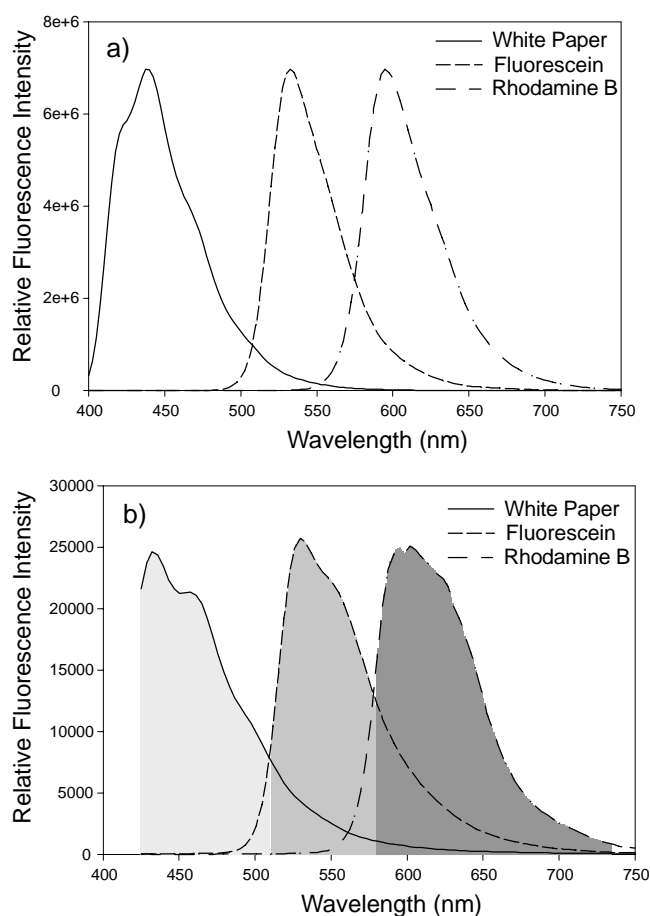 a)
8e+6
6e+6
4e+6
2e+6
0
Relative Fluorescence Intensity
White Paper
Fluorescein
Rhodamine B
400 450 500 550 600 650 700 750
Wavelength (nm)
b)
30000
25000
20000
15000
10000
5000
0
Relative Fluorescence Intensity
White Paper
Fluorescein
Rhodamine B
400 450 500 550 600 650 700 750
Wavelength (nm)